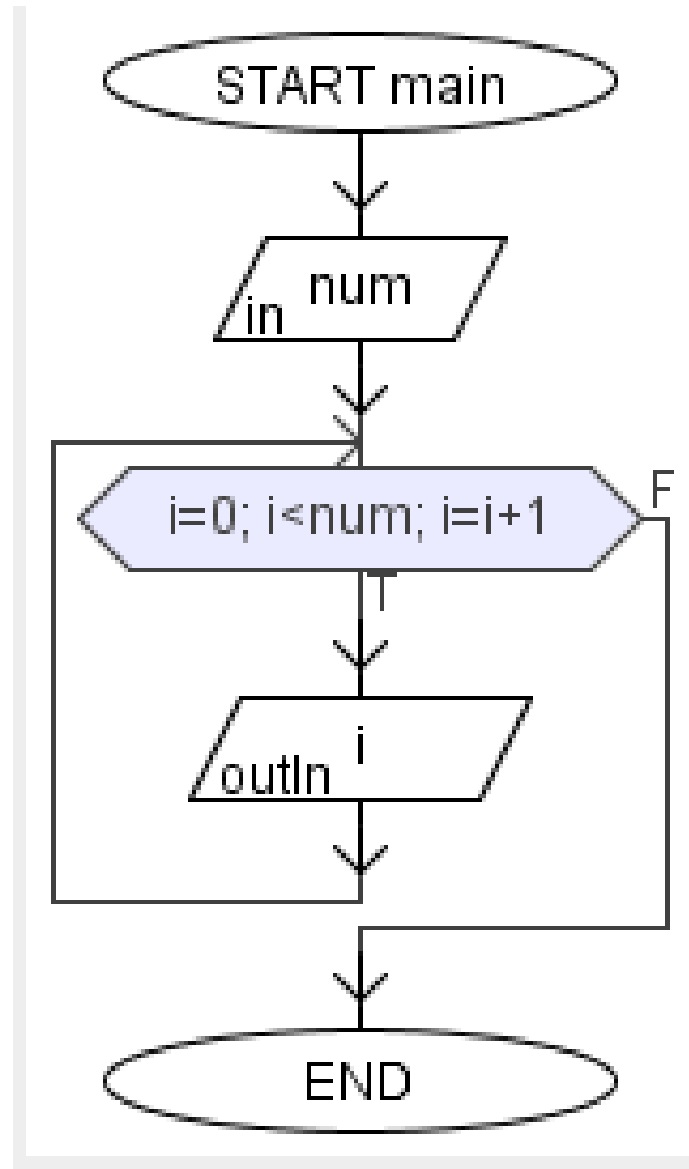 START main
num
in
i=0; i<num; i=i+1
F
T
i
outln
END